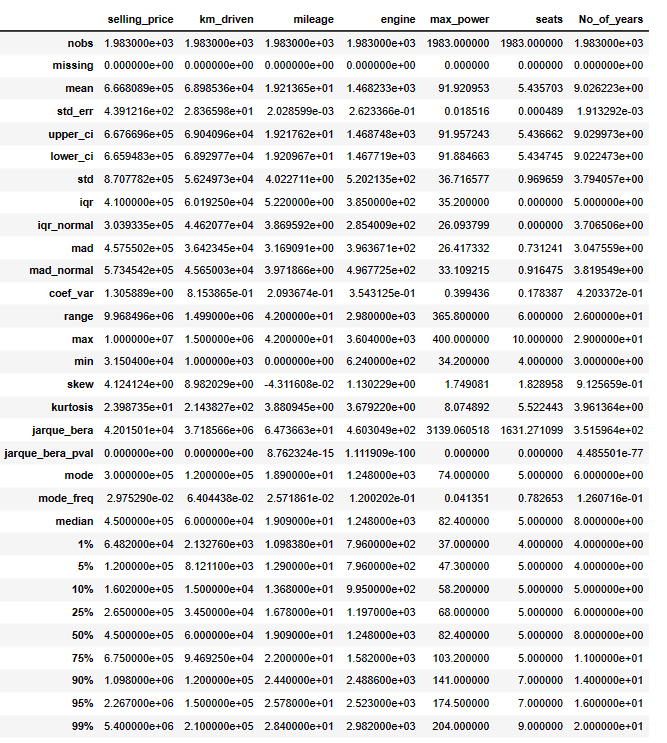 selling_price km_driven mileage engine max_power seats No_of_years
nobs 1.983000e+03 1.983000e+03 1.983000e+03 1.983000e+03 1983.000000 1983.000000 1.983000e+03
missing 0.000000e+00 0.000000e+00 0.000000e+00 0.000000e+00 0.000000 0.000000 0.000000e+00
mean 6.668089e+05 6.898536e+04 1.921365e+01 1.468233e+03 91.920953 5.435703 9.026223e+00
std_err 4.391216e+02 2.836598e+01 2.028599e-03 2.623366e-01 0.018516 0.000489 1.913292e-03
upper_ci 6.676696e+05 6.904096e+04 1.921762e+01 1.468748e+03 91.957243 5.436662 9.029973e+00
lower_ci 6.659483e+05 6.892977e+04 1.920967e+01 1.467719e+03 91.884663 5.434745 9.022473e+00
std 8.707782e+05 5.624973e+04 4.022711e+00 5.202135e+02 36.716577 0.969659 3.794057e+00
iqr 4.100000e+05 6.019250e+04 5.220000e+00 3.850000e+02 35.200000 0.000000 5.000000e+00
iqr_normal 3.039335e+05 4.462077e+04 3.869592e+00 2.854009e+02 26.093799 0.000000 3.706506e+00
mad 4.575502e+05 3.642345e+04 3.169091e+00 3.963671e+02 26.417332 0.731241 3.047559e+00
mad_normal 5.734542e+05 4.565003e+04 3.971866e+00 4.967725e+02 33.109215 0.916475 3.819549e+00
coef_var 1.305889e+00 8.153865e-01 2.093674e-01 3.543125e-01 0.399436 0.178387 4.203372e-01
range 9.968496e+06 1.499000e+06 4.200000e+01 2.980000e+03 365.800000 6.000000 2.600000e+01
max 1.000000e+07 1.500000e+06 4.200000e+01 3.604000e+03 400.000000 10.000000 2.900000e+01
min 3.150400e+04 1.000000e+03 0.000000e+00 6.240000e+02 34.200000 4.000000 3.000000e+00
skew 4.124124e+00 8.982029e+00 -4.311608e-02 1.130229e+00 1.749081 1.828958 9.125659e-01
kurtosis 2.398735e+01 2.143827e+02 3.880945e+00 3.679220e+00 8.074892 5.522443 3.961364e+00
jarque_bera 4.201501e+04 3.718566e+06 6.473663e+01 4.603049e+02 3139.060518 1631.271099 3.515964e+02
jarque_bera_pval 0.000000e+00 0.000000e+00 8.762324e-15 1.111909e-100 0.000000 0.000000 4.485501e-77
mode 3.000000e+05 1.200000e+05 1.890000e+01 1.248000e+03 74.000000 5.000000 6.000000e+00
mode_freq 2.975290e-02 6.404438e-02 2.571861e-02 1.200202e-01 0.041351 0.782653 1.260716e-01
median 4.500000e+05 6.000000e+04 1.909000e+01 1.248000e+03 82.400000 5.000000 8.000000e+00
1% 6.482000e+04 2.132760e+03 1.098380e+01 7.960000e+02 37.000000 4.000000 4.000000e+00
5% 1.200000e+05 8.121100e+03 1.290000e+01 7.960000e+02 47.300000 5.000000 4.000000e+00
10% 1.602000e+05 1.500000e+04 1.368000e+01 9.950000e+02 58.200000 5.000000 5.000000e+00
25% 2.650000e+05 3.450000e+04 1.678000e+01 1.197000e+03 68.000000 5.000000 6.000000e+00
50% 4.500000e+05 6.000000e+04 1.909000e+01 1.248000e+03 82.400000 5.000000 8.000000e+00
75% 6.750000e+05 9.469250e+04 2.200000e+01 1.582000e+03 103.200000 5.000000 1.100000e+01
90% 1.098000e+06 1.200000e+05 2.440000e+01 2.488600e+03 141.000000 7.000000 1.400000e+01
95% 2.267000e+06 1.500000e+05 2.578000e+01 2.523000e+03 174.500000 7.000000 1.600000e+01
99% 5.400000e+06 2.100000e+05 2.840000e+01 2.982000e+03 204.000000 9.000000 2.000000e+01